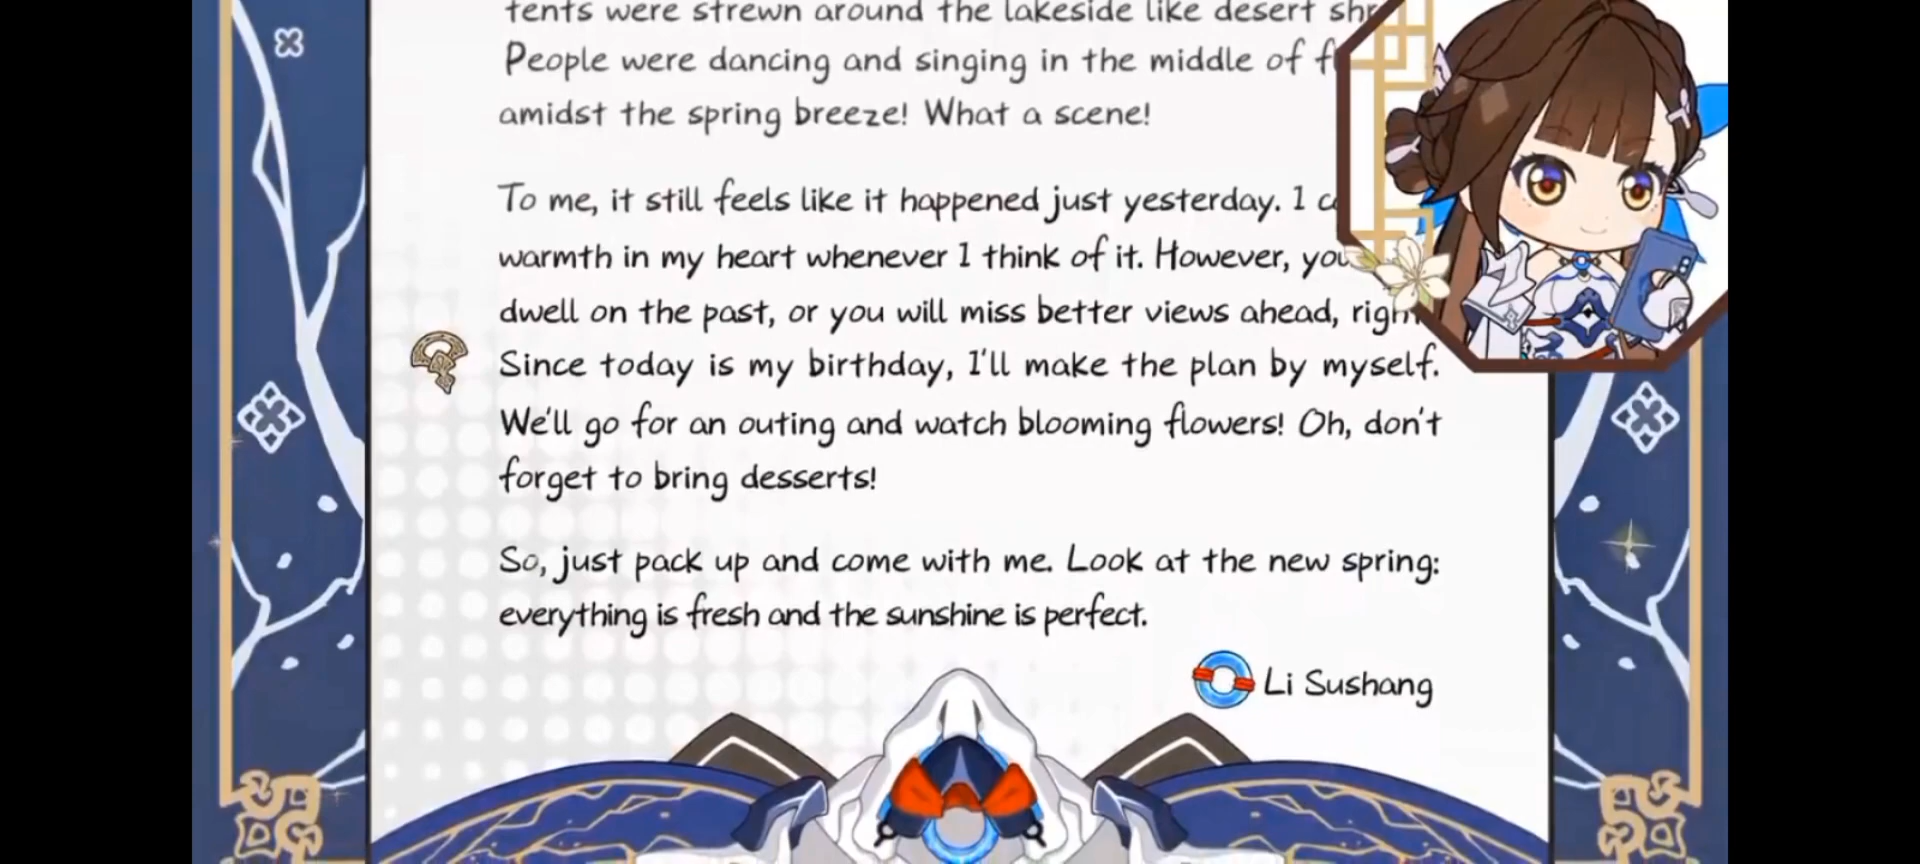 tents were strewn around the lakeside like desert
People were dancing and singing in the middle of
amidst the spring breeze! What a scene!
To me, it still feels like it happened just yesterday. I
warmth in my heart whenever I think of it. However,
dwell on the past, or you will miss better views ahead,
Since today is my birthday, I'll make the plan by myself.
We'll go for an outing and watch blooming flowers! Oh, don't
forget to bring desserts!
So, just pack up and come with me. Look at the new spring:
everything is fresh and the sunshine is perfect.
Li Sushang